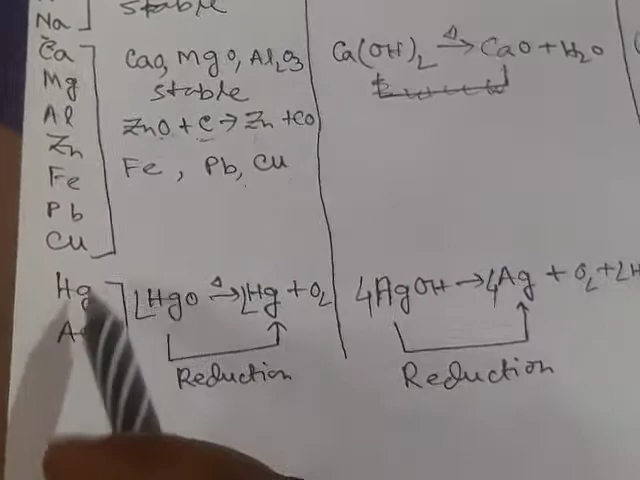 stable
Na
Ca
Mg
Al
Zn
Fe
Pb
Cu
CaO, MgO, Al2O3
stable
ZnO + C → Zn + CO
Fe, Pb, Cu
Ca(OH)2 Δ→ CaO + H2O
Hg
2HgO Δ→ 2Hg + O2
Reduction
4AgOH → 4Ag + O2 + 2H
Reduction